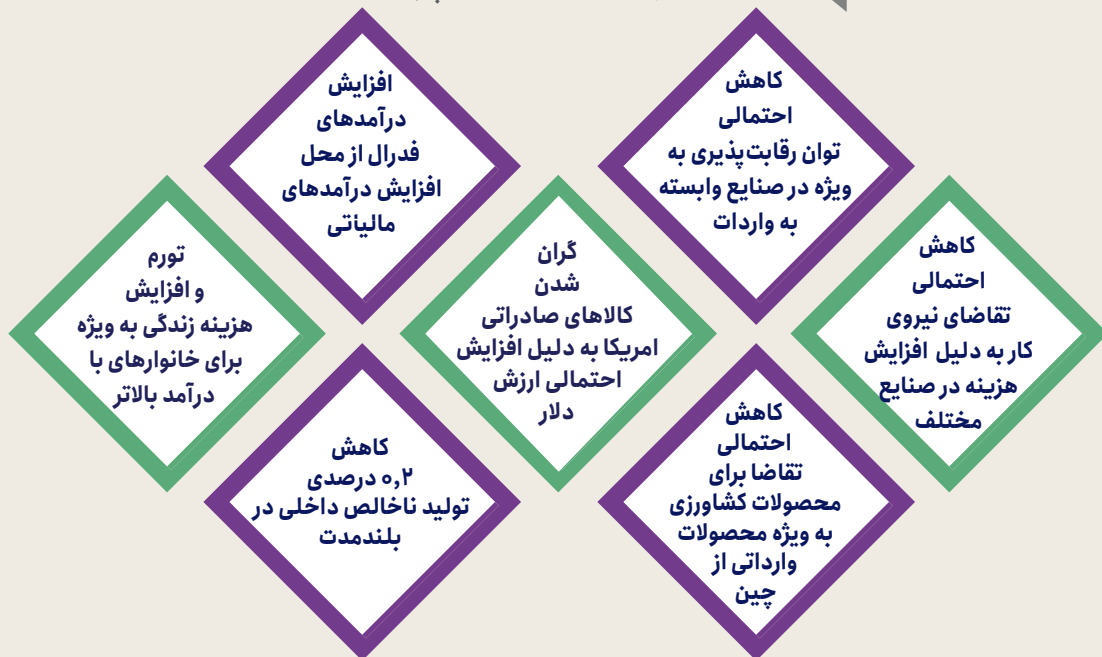 کاهش
احتمالی
توان رقابت‌پذیری به
ویژه در صنایع وابسته
به واردات
افزایش
درآمدهای
فدرال از محل
افزایش درآمدهای
مالیاتی
کاهش
احتمالی
تقاضای نیروی
کار به دلیل افزایش
هزینه در صنایع
مختلف
گران
شدن
کالاهای صادراتی
امریکا به دلیل افزایش
احتمالی ارزش
دلار
تورم
و افزایش
هزینه زندگی به ویژه
برای خانوارهای با
درآمد بالاتر
کاهش
احتمالی
تقاضا برای
محصولات کشاورزی
به ویژه محصولات
وارداتی از
چین
کاهش
۰,۲ درصدی
تولید ناخالص داخلی در
بلندمدت